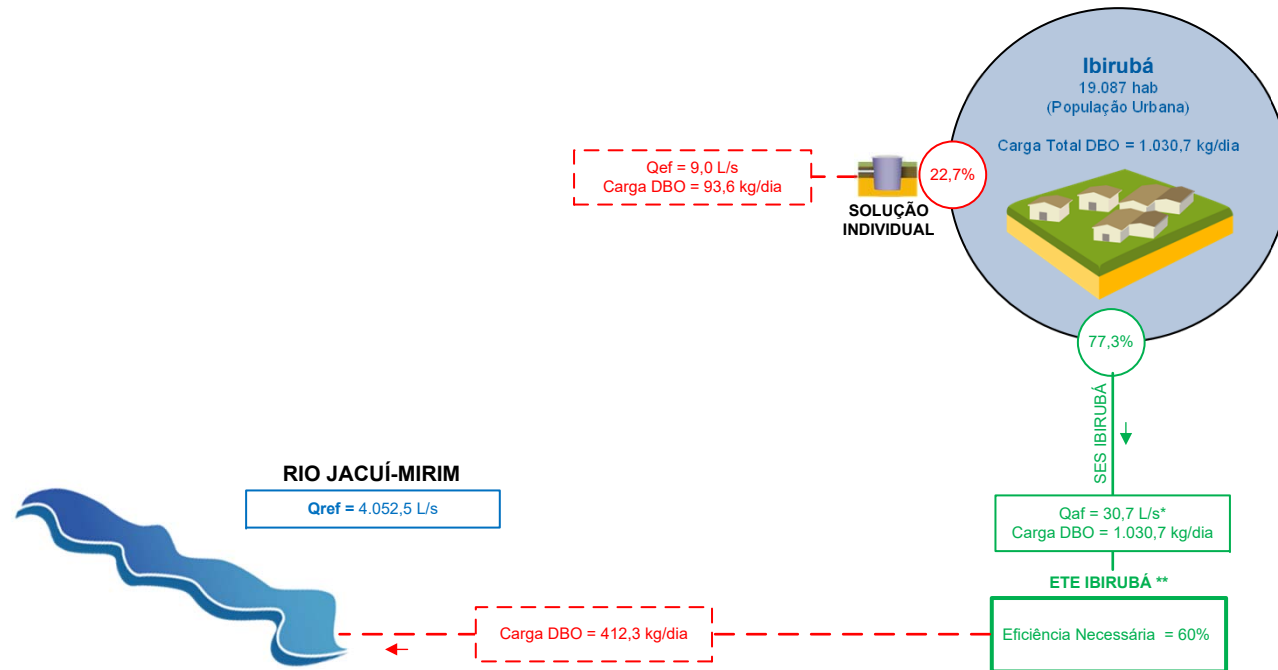 Ibirubá
19.087 hab
(População Urbana)
Carga Total DBO = 1.030,7 kg/dia
Qef = 9,0 L/s
Carga DBO = 93,6 kg/dia
SOLUÇÃO
INDIVIDUAL
22,7%
77,3%
SES IBIRUBÁ
RIO JACUÍ-MIRIM
Qref = 4.052,5 L/s
Qaf = 30,7 L/s*
Carga DBO = 1.030,7 kg/dia
ETE IBIRUBÁ **
Eficiência Necessária = 60%
Carga DBO = 412,3 kg/dia